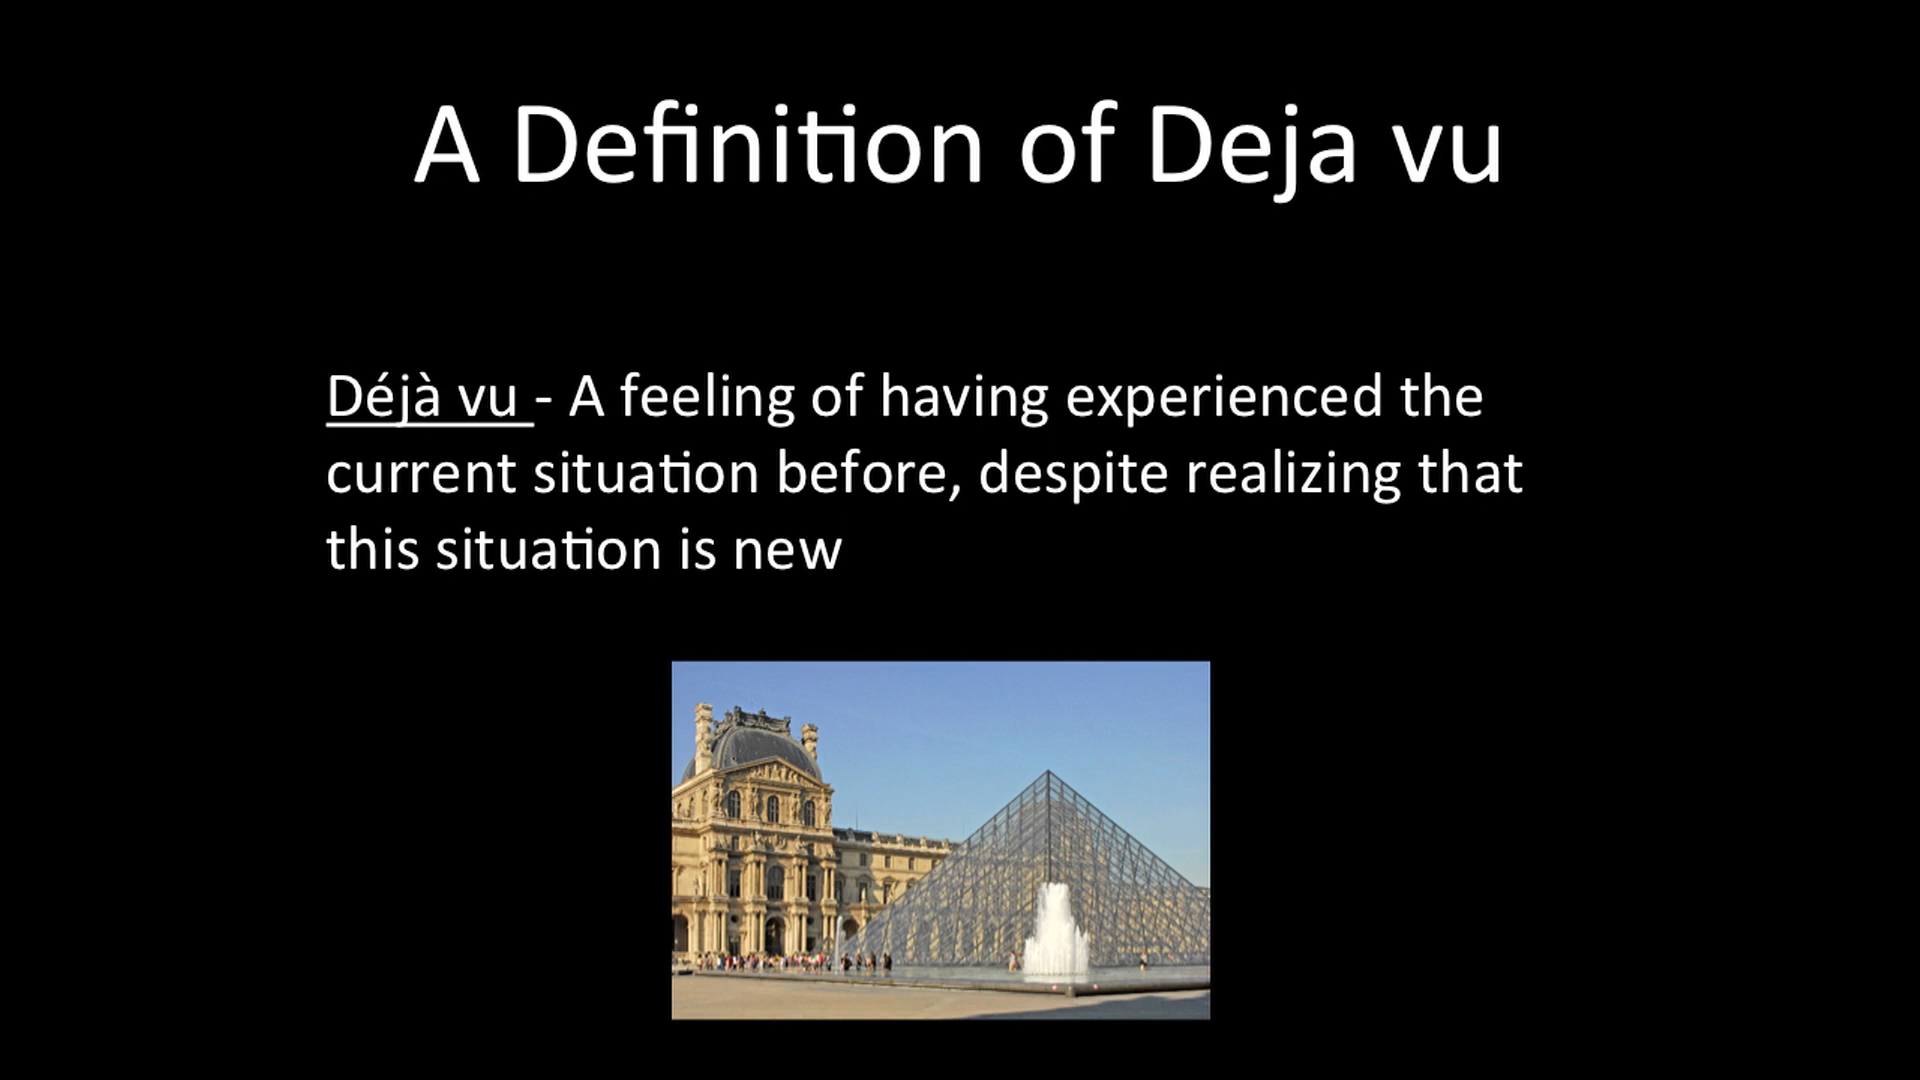 A Definition of Deja vu
Déjà vu - A feeling of having experienced the
current situation before, despite realizing that
this situation is new